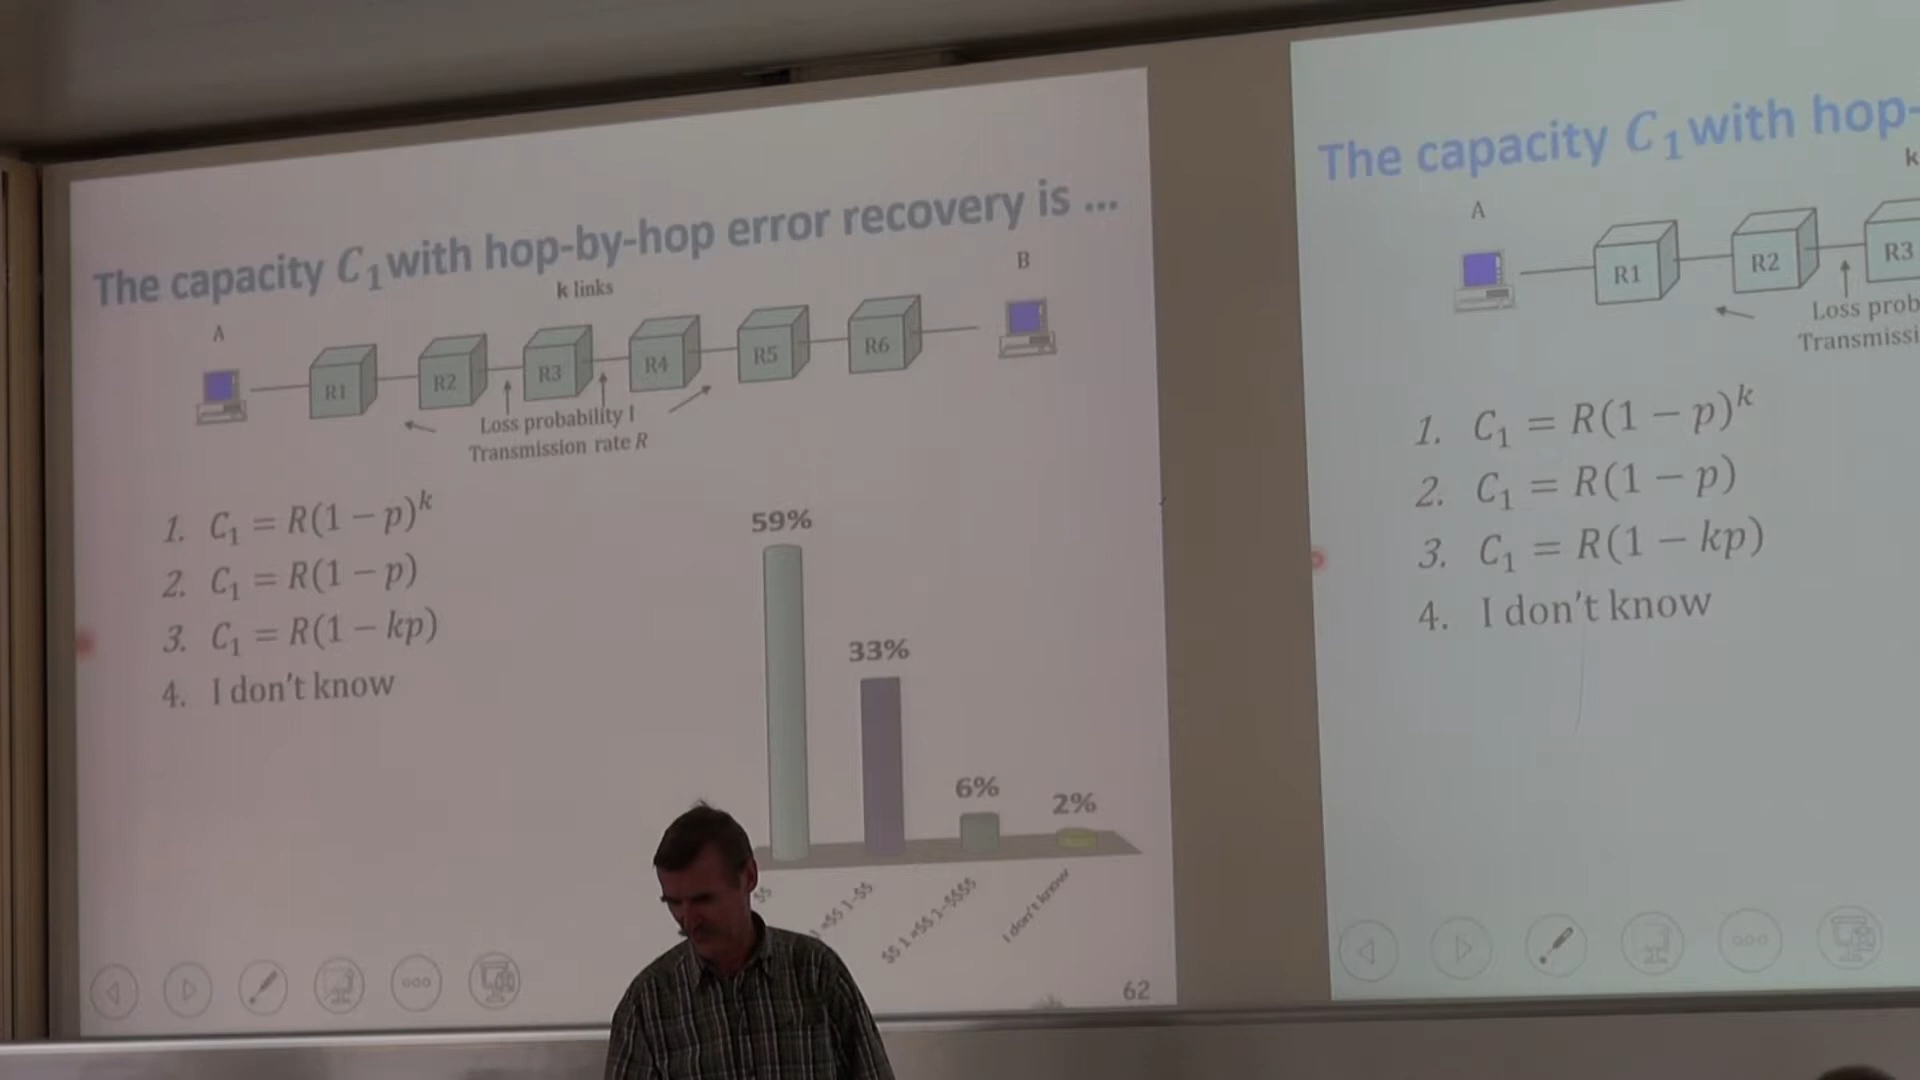 The capacity C₁ with hop-by-hop error recovery is ...
k links
A
B
R1
R2
R3
R4
R5
R6
Loss probability
Transmission rate R
1. C₁ = R(1 − p)ᵏ
2. C₁ = R(1 − p)
3. C₁ = R(1 − kp)
4. I don't know
59%
33%
6%
2%
I don't know
62
The capacity C₁ with hop-
k
A
R1
R2
R3
Loss prob
Transmissi
1. C₁ = R(1 − p)ᵏ
2. C₁ = R(1 − p)
3. C₁ = R(1 − kp)
4. I don't know